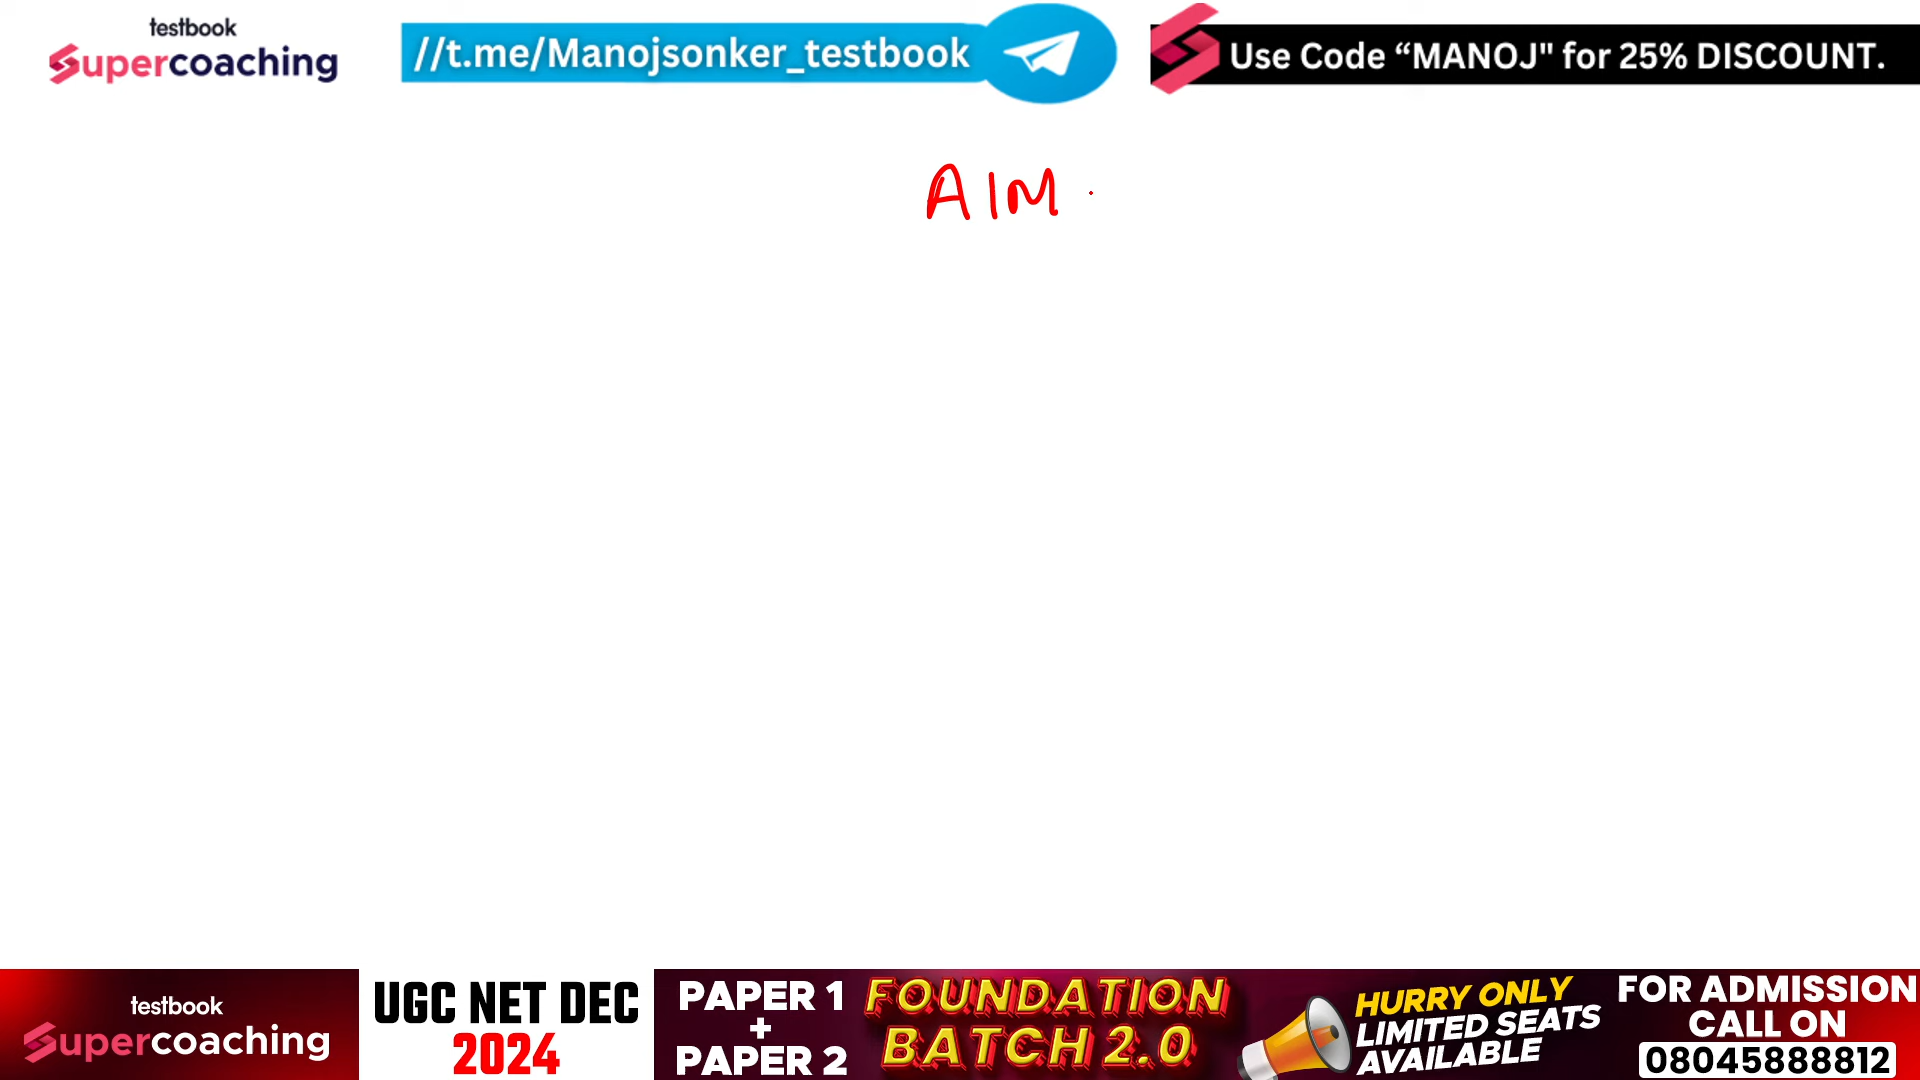 testbook
Supercoaching
//t.me/Manojsonker_testbook
Use Code “MANOJ" for 25% DISCOUNT.
AIM
testbook
Supercoaching
UGC NET DEC
2024
PAPER 1
+
PAPER 2
FOUNDATION
BATCH 2.0
HURRY ONLY
LIMITED SEATS
AVAILABLE
FOR ADMISSION
CALL ON
08045888812